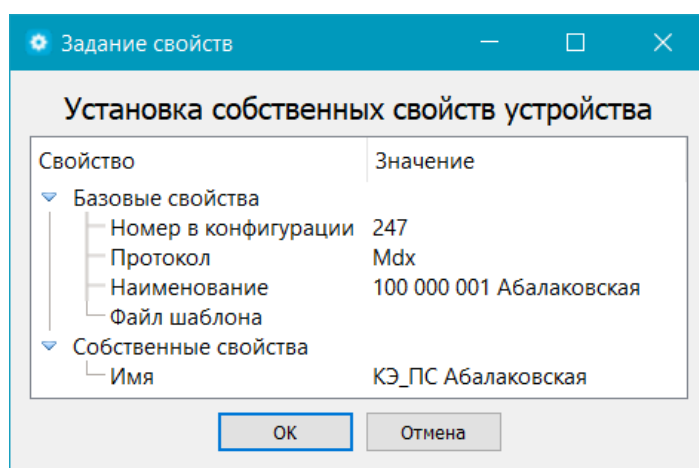 Задание свойств
Установка собственных свойств устройства
Свойство Значение
Базовые свойства
Номер в конфигурации 247
Протокол Mdx
Наименование 100 000 001 Абалаковская
Файл шаблона
Собственные свойства
Имя КЭ_ПС Абалаковская
ОК Отмена